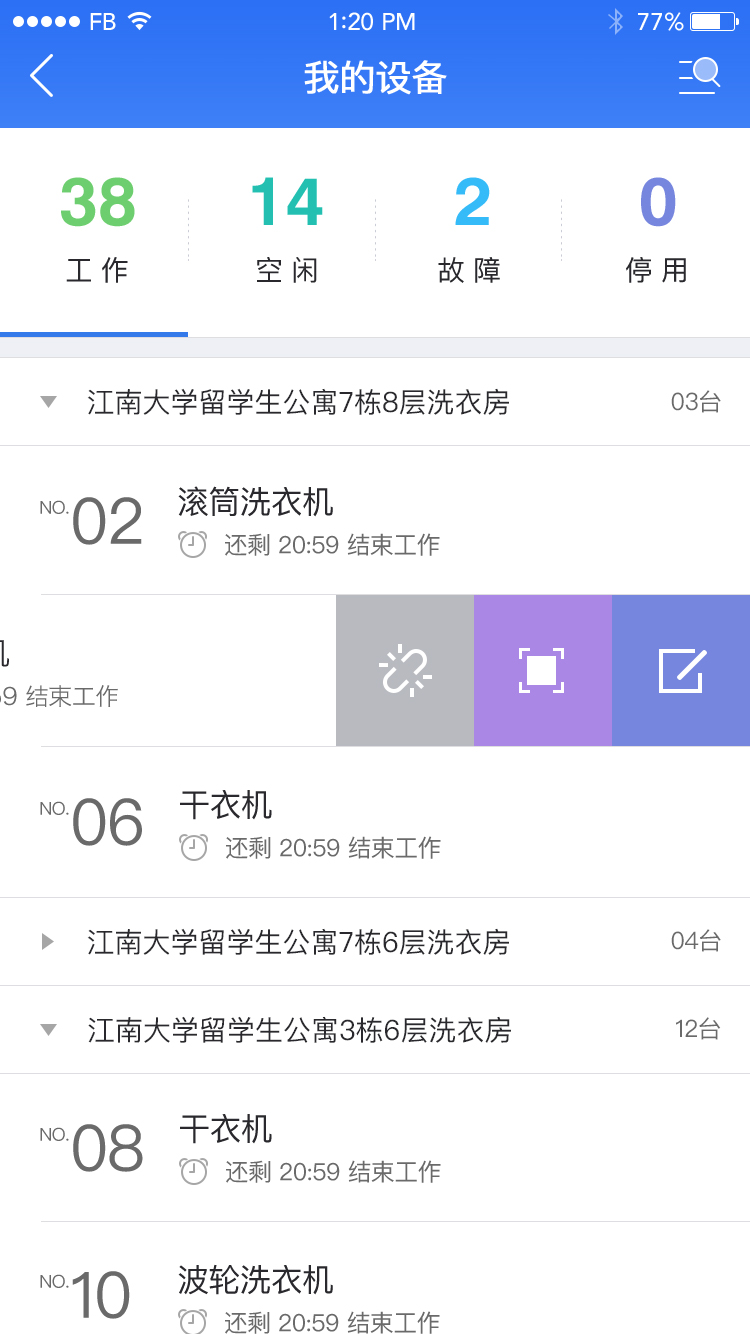 FB 1:20 PM 77%
我的设备
38 14 2 0
工作 空闲 故障 停用
江南大学留学生公寓7栋8层洗衣房 03台
NO.02 滚筒洗衣机
还剩 20:59 结束工作
机
59 结束工作
NO.06 干衣机
还剩 20:59 结束工作
江南大学留学生公寓7栋6层洗衣房 04台
江南大学留学生公寓3栋6层洗衣房 12台
NO.08 干衣机
还剩 20:59 结束工作
NO.10 波轮洗衣机
还剩 20:59 结束工作